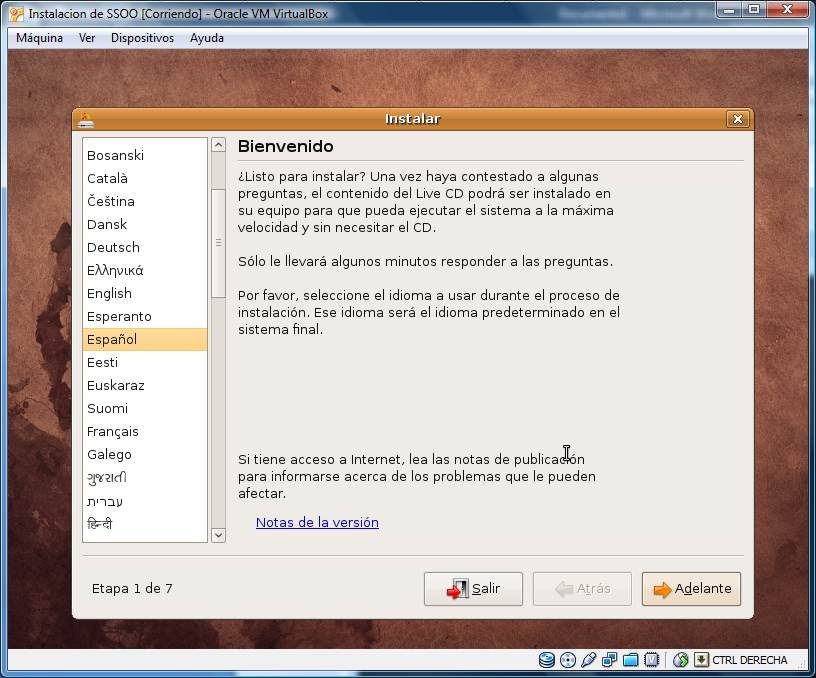 Instalacion de SSOO [Corriendo] - Oracle VM VirtualBox
Máquina Ver Dispositivos Ayuda
Instalar
Bosanski
Català
Čeština
Dansk
Deutsch
Ελληνικά
English
Esperanto
Español
Eesti
Euskaraz
Suomi
Français
Galego
ગુજરાતી
עברית
हिन्दी
Bienvenido
¿Listo para instalar? Una vez haya contestado a algunas
preguntas, el contenido del Live CD podrá ser instalado en
su equipo para que pueda ejecutar el sistema a la máxima
velocidad y sin necesitar el CD.
Sólo le llevará algunos minutos responder a las preguntas.
Por favor, seleccione el idioma a usar durante el proceso de
instalación. Ese idioma será el idioma predeterminado en el
sistema final.
Si tiene acceso a Internet, lea las notas de publicación
para informarse acerca de los problemas que le pueden
afectar.
Notas de la versión
Etapa 1 de 7
Salir
Atrás
Adelante
CTRL DERECHA